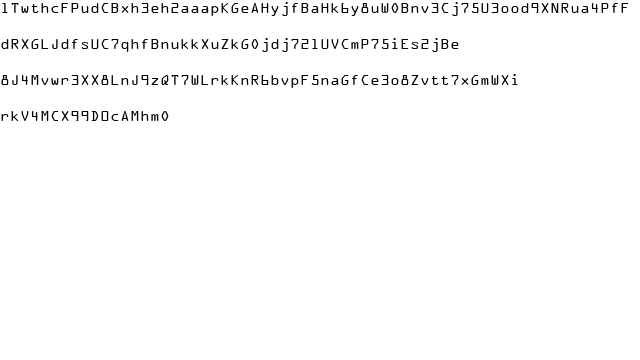 1TwthcFPudCBxh3eh2aaapKGeAHyjfBaHk6y8uW0Bnv3Cj75U3ood9XNRua4PfF
dRXGLJdfsUC7qhfBnukkXuZkG0jdj721UVCmP75iEs2jBe
8J4Mvwr3XX8LnJ9zQT7WLrkKnR6bvpF5naGfCe3o8Zvtt7xGmWXi
rkV4MCX99DOcAMhm0